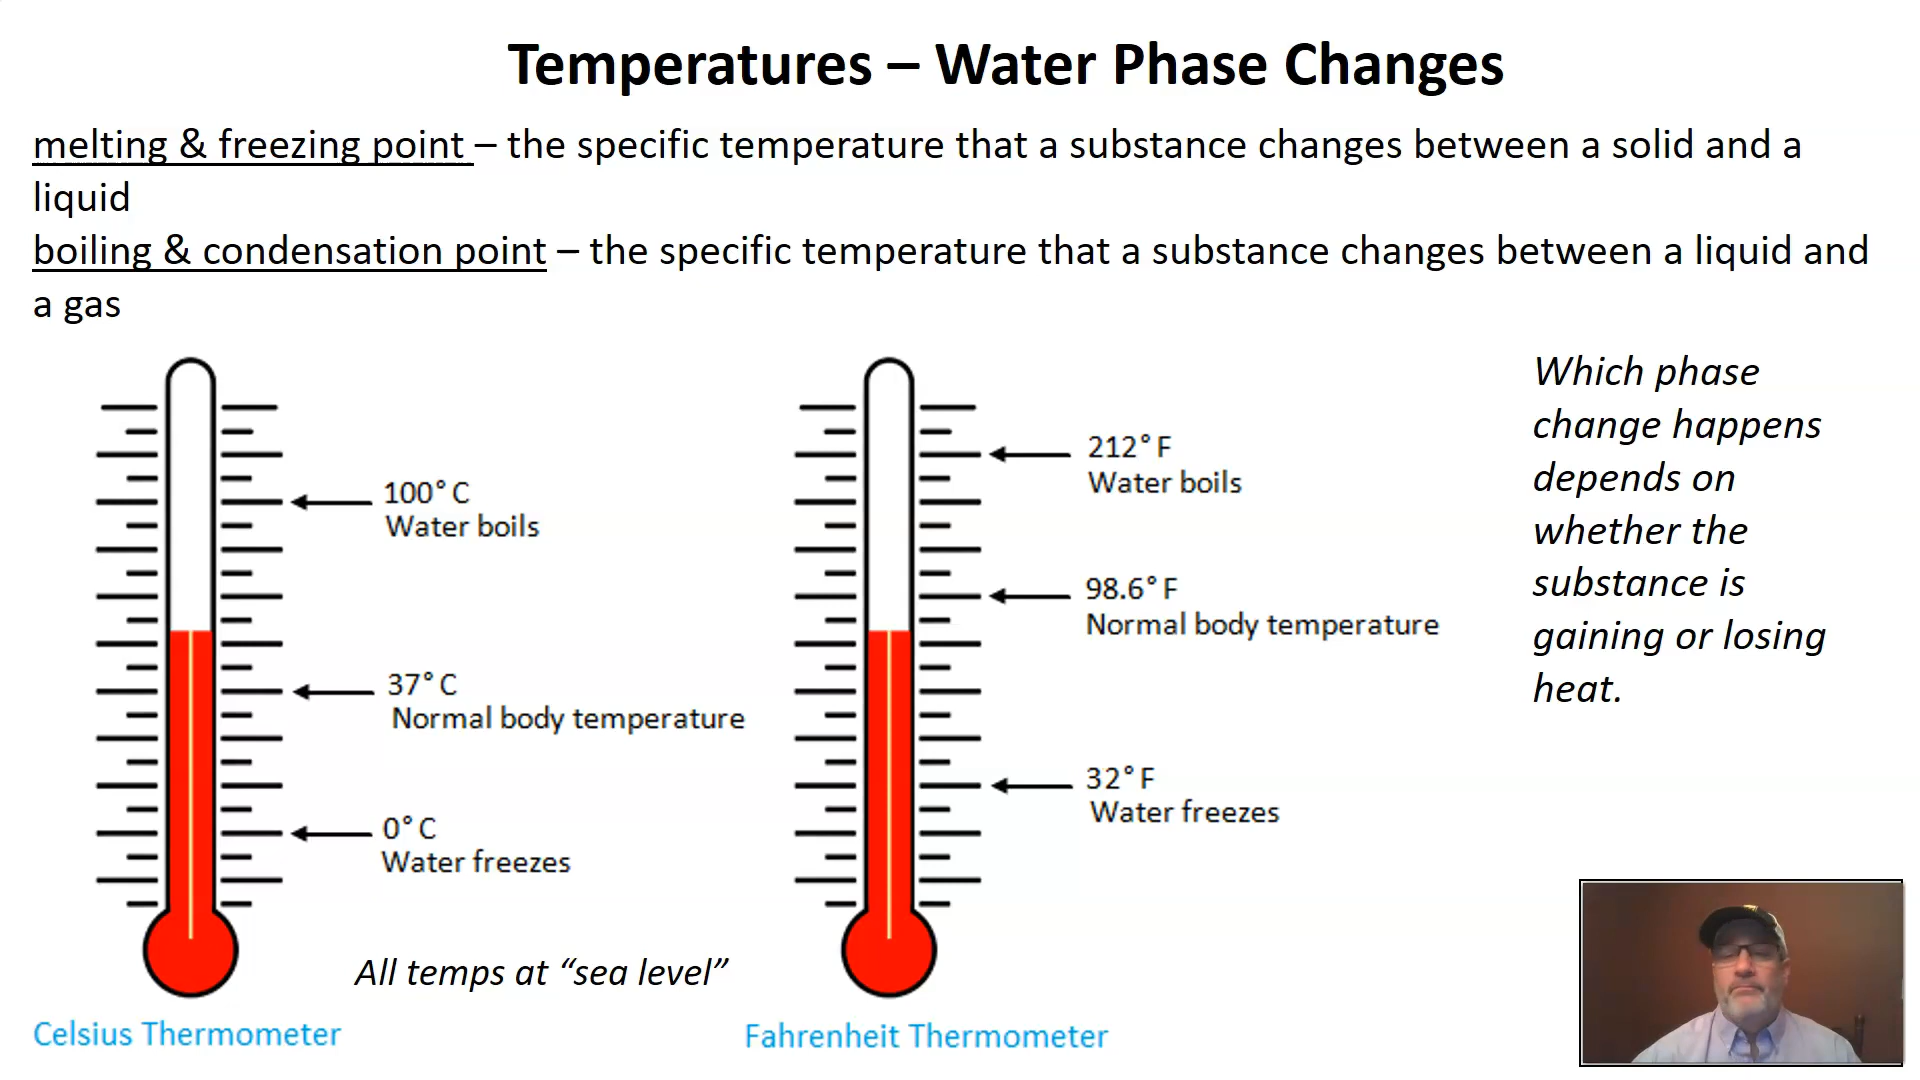 Temperatures – Water Phase Changes
melting & freezing point – the specific temperature that a substance changes between a solid and a
liquid
boiling & condensation point – the specific temperature that a substance changes between a liquid and
a gas
100° C
Water boils
37° C
Normal body temperature
0° C
Water freezes
All temps at “sea level”
Celsius Thermometer
212° F
Water boils
98.6° F
Normal body temperature
32° F
Water freezes
Fahrenheit Thermometer
Which phase
change happens
depends on
whether the
substance is
gaining or losing
heat.